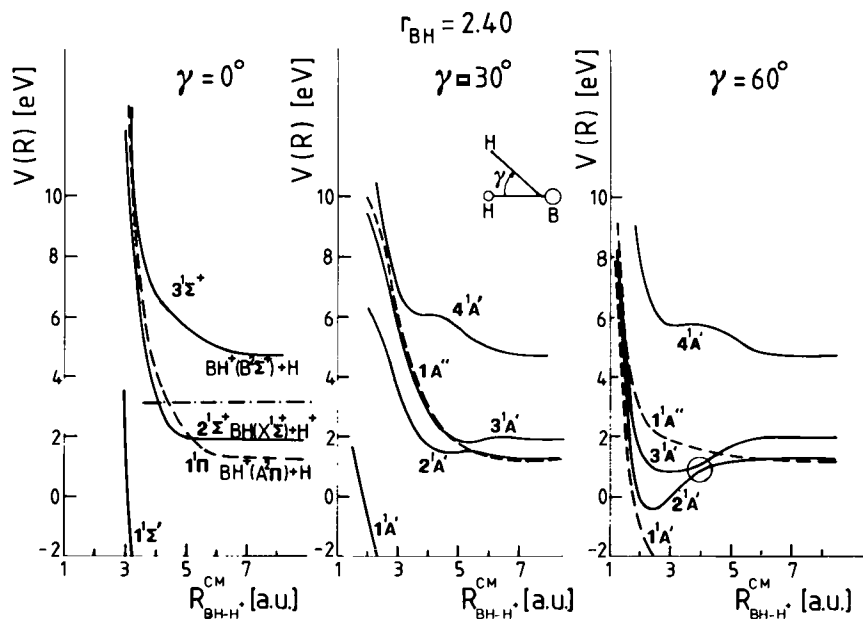 r_BH = 2.40
γ = 0°
γ = 30°
γ = 60°
V(R) [eV]
10
8
6
4
2
0
-2
3¹Σ⁺
BH⁺(B²Σ⁺)+H
2¹Σ⁺ BH(X¹Σ⁺)+H⁺
1¹Π
BH⁺(A²Π)+H
1¹Σ'
1 3 5 7
R^CM_BH-H⁺ [a.u.]
V(R) [eV]
10
8
6
4
2
0
-2
H
γ
H
B
4¹A'
1A''
3¹A'
2¹A'
1¹A'
1 3 5 7
R^CM_BH-H⁺ [a.u.]
V(R) [eV]
10
8
6
4
2
0
-2
4¹A'
1¹A''
3¹A'
2¹A'
1¹A'
1 3 5 7
R^CM_BH-H⁺ [a.u.]